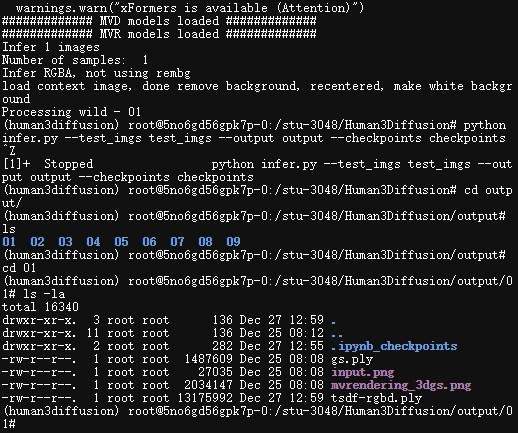 warnings.warn("xFormers is available (Attention)")
############# MVD models loaded #############
############# MVR models loaded #############
Infer 1 images
Number of samples:  1
Infer RGBA, not using rembg
load context image, done remove background, recentered, make white backgr
ound
Processing wild - 01
(human3diffusion) root@5no6gd56gpk7p-0:/stu-3048/Human3Diffusion# python
infer.py --test_imgs test_imgs --output output --checkpoints checkpoints
^Z
[1]+  Stopped                 python infer.py --test_imgs test_imgs --out
put output --checkpoints checkpoints
(human3diffusion) root@5no6gd56gpk7p-0:/stu-3048/Human3Diffusion# cd outp
ut/
(human3diffusion) root@5no6gd56gpk7p-0:/stu-3048/Human3Diffusion/output#
ls
01  02  03  04  05  06  07  08  09
(human3diffusion) root@5no6gd56gpk7p-0:/stu-3048/Human3Diffusion/output#
cd 01
(human3diffusion) root@5no6gd56gpk7p-0:/stu-3048/Human3Diffusion/output/0
1# ls -la
total 16340
drwxr-xr-x.  3 root root      136 Dec 27 12:59 .
drwxr-xr-x. 11 root root      136 Dec 25 08:12 ..
drwxr-xr-x.  2 root root      282 Dec 27 12:55 .ipynb_checkpoints
-rw-r--r--.  1 root root  1487609 Dec 25 08:08 gs.ply
-rw-r--r--.  1 root root    27035 Dec 25 08:08 input.png
-rw-r--r--.  1 root root  2034147 Dec 25 08:08 mvrendering_3dgs.png
-rw-r--r--.  1 root root 13175992 Dec 27 12:59 tsdf-rgbd.ply
(human3diffusion) root@5no6gd56gpk7p-0:/stu-3048/Human3Diffusion/output/0
1#